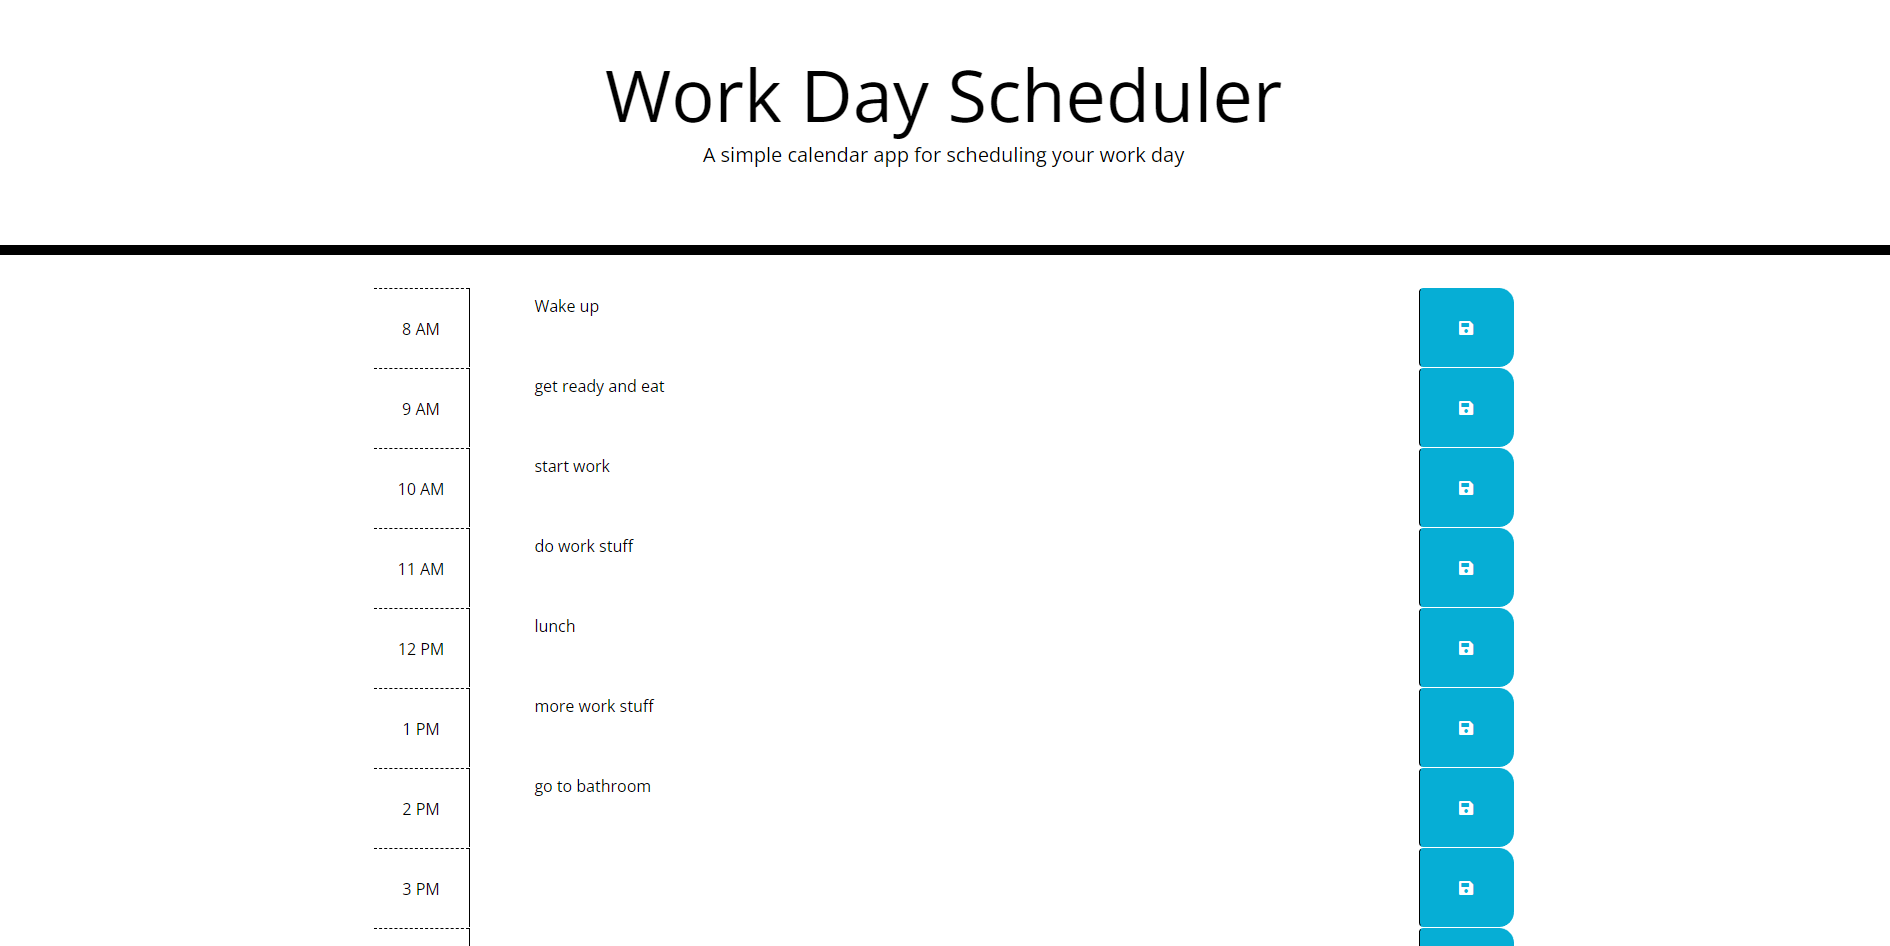 Work Day Scheduler
A simple calendar app for scheduling your work day
8 AM
Wake up
9 AM
get ready and eat
10 AM
start work
11 AM
do work stuff
12 PM
lunch
1 PM
more work stuff
2 PM
go to bathroom
3 PM